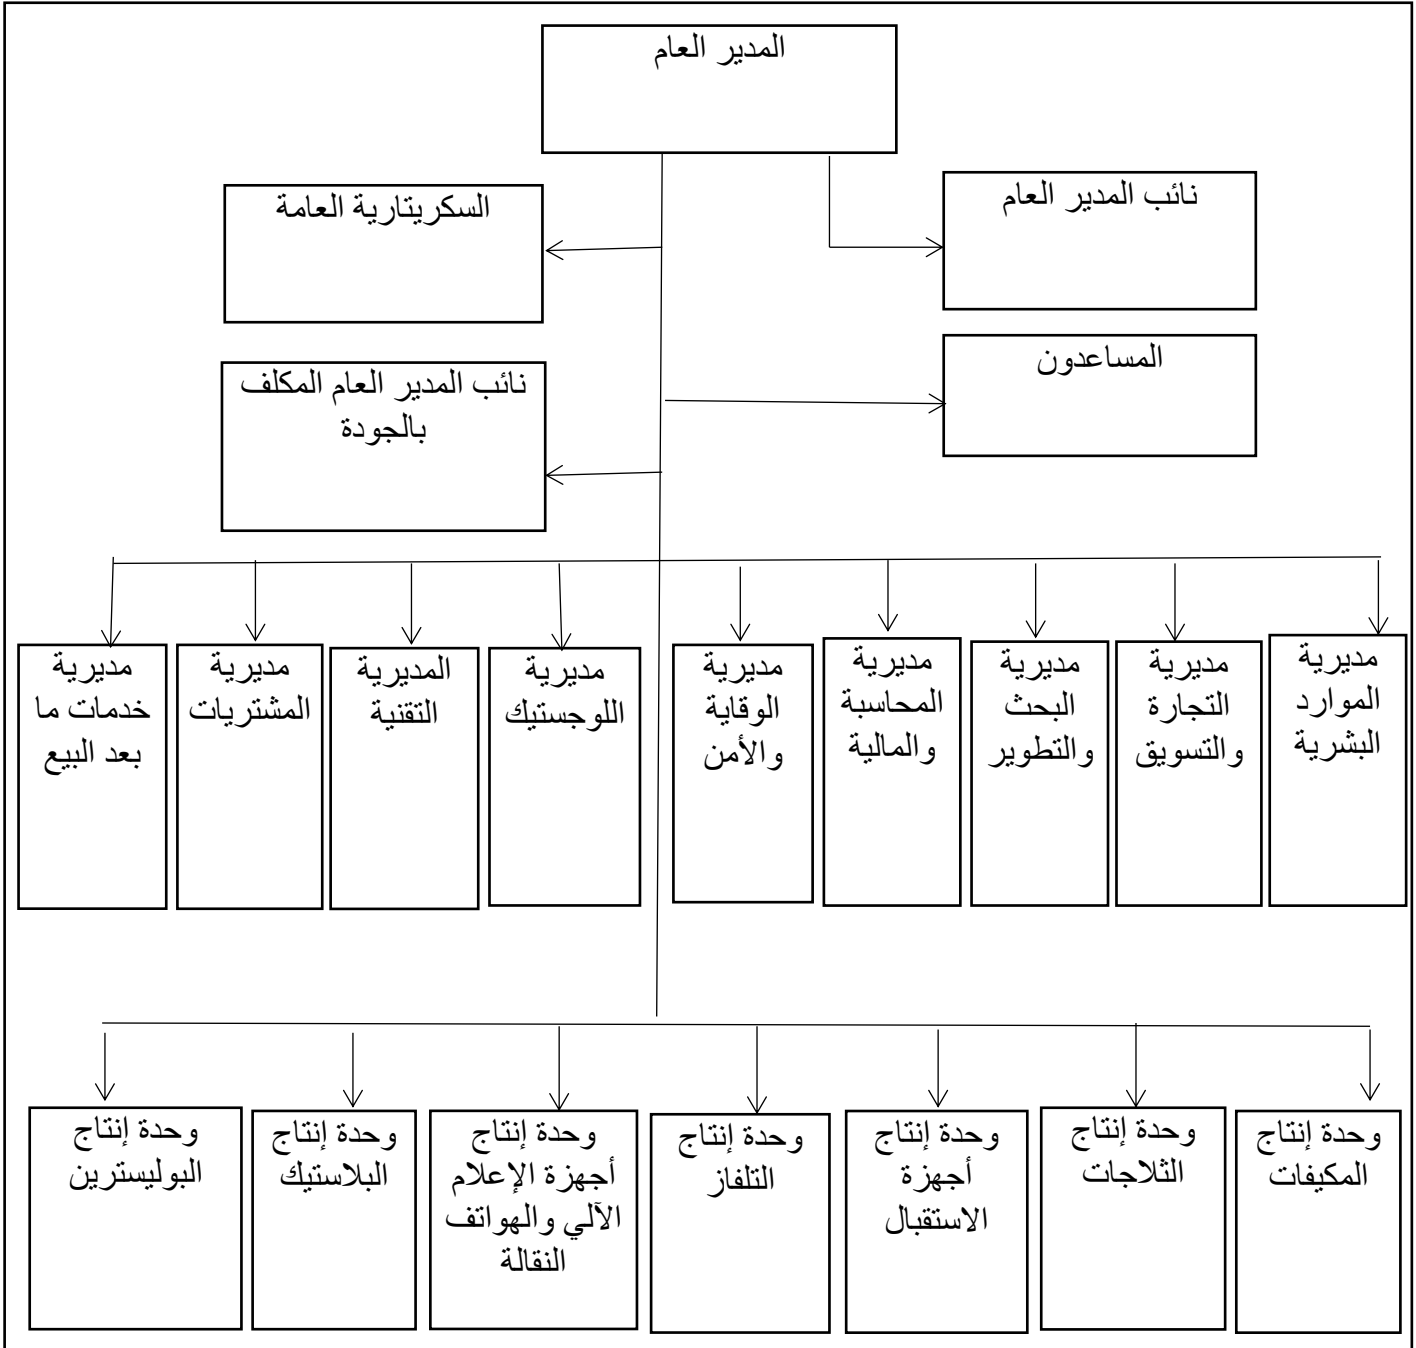 المدير العام
نائب المدير العام
السكريتارية العامة
المساعدون
نائب المدير العام المكلف
بالجودة
مديرية
الموارد
البشرية
مديرية
التجارة
والتسويق
مديرية
البحث
والتطوير
مديرية
المحاسبة
والمالية
مديرية
الوقاية
والأمن
مديرية
اللوجستيك
المديرية
التقنية
مديرية
المشتريات
مديرية
خدمات ما
بعد البيع
وحدة إنتاج
المكيفات
وحدة إنتاج
الثلاجات
وحدة إنتاج
أجهزة
الاستقبال
وحدة إنتاج
التلفاز
وحدة إنتاج
أجهزة الإعلام
الآلي والهواتف
النقالة
وحدة إنتاج
البلاستيك
وحدة إنتاج
البوليسترين